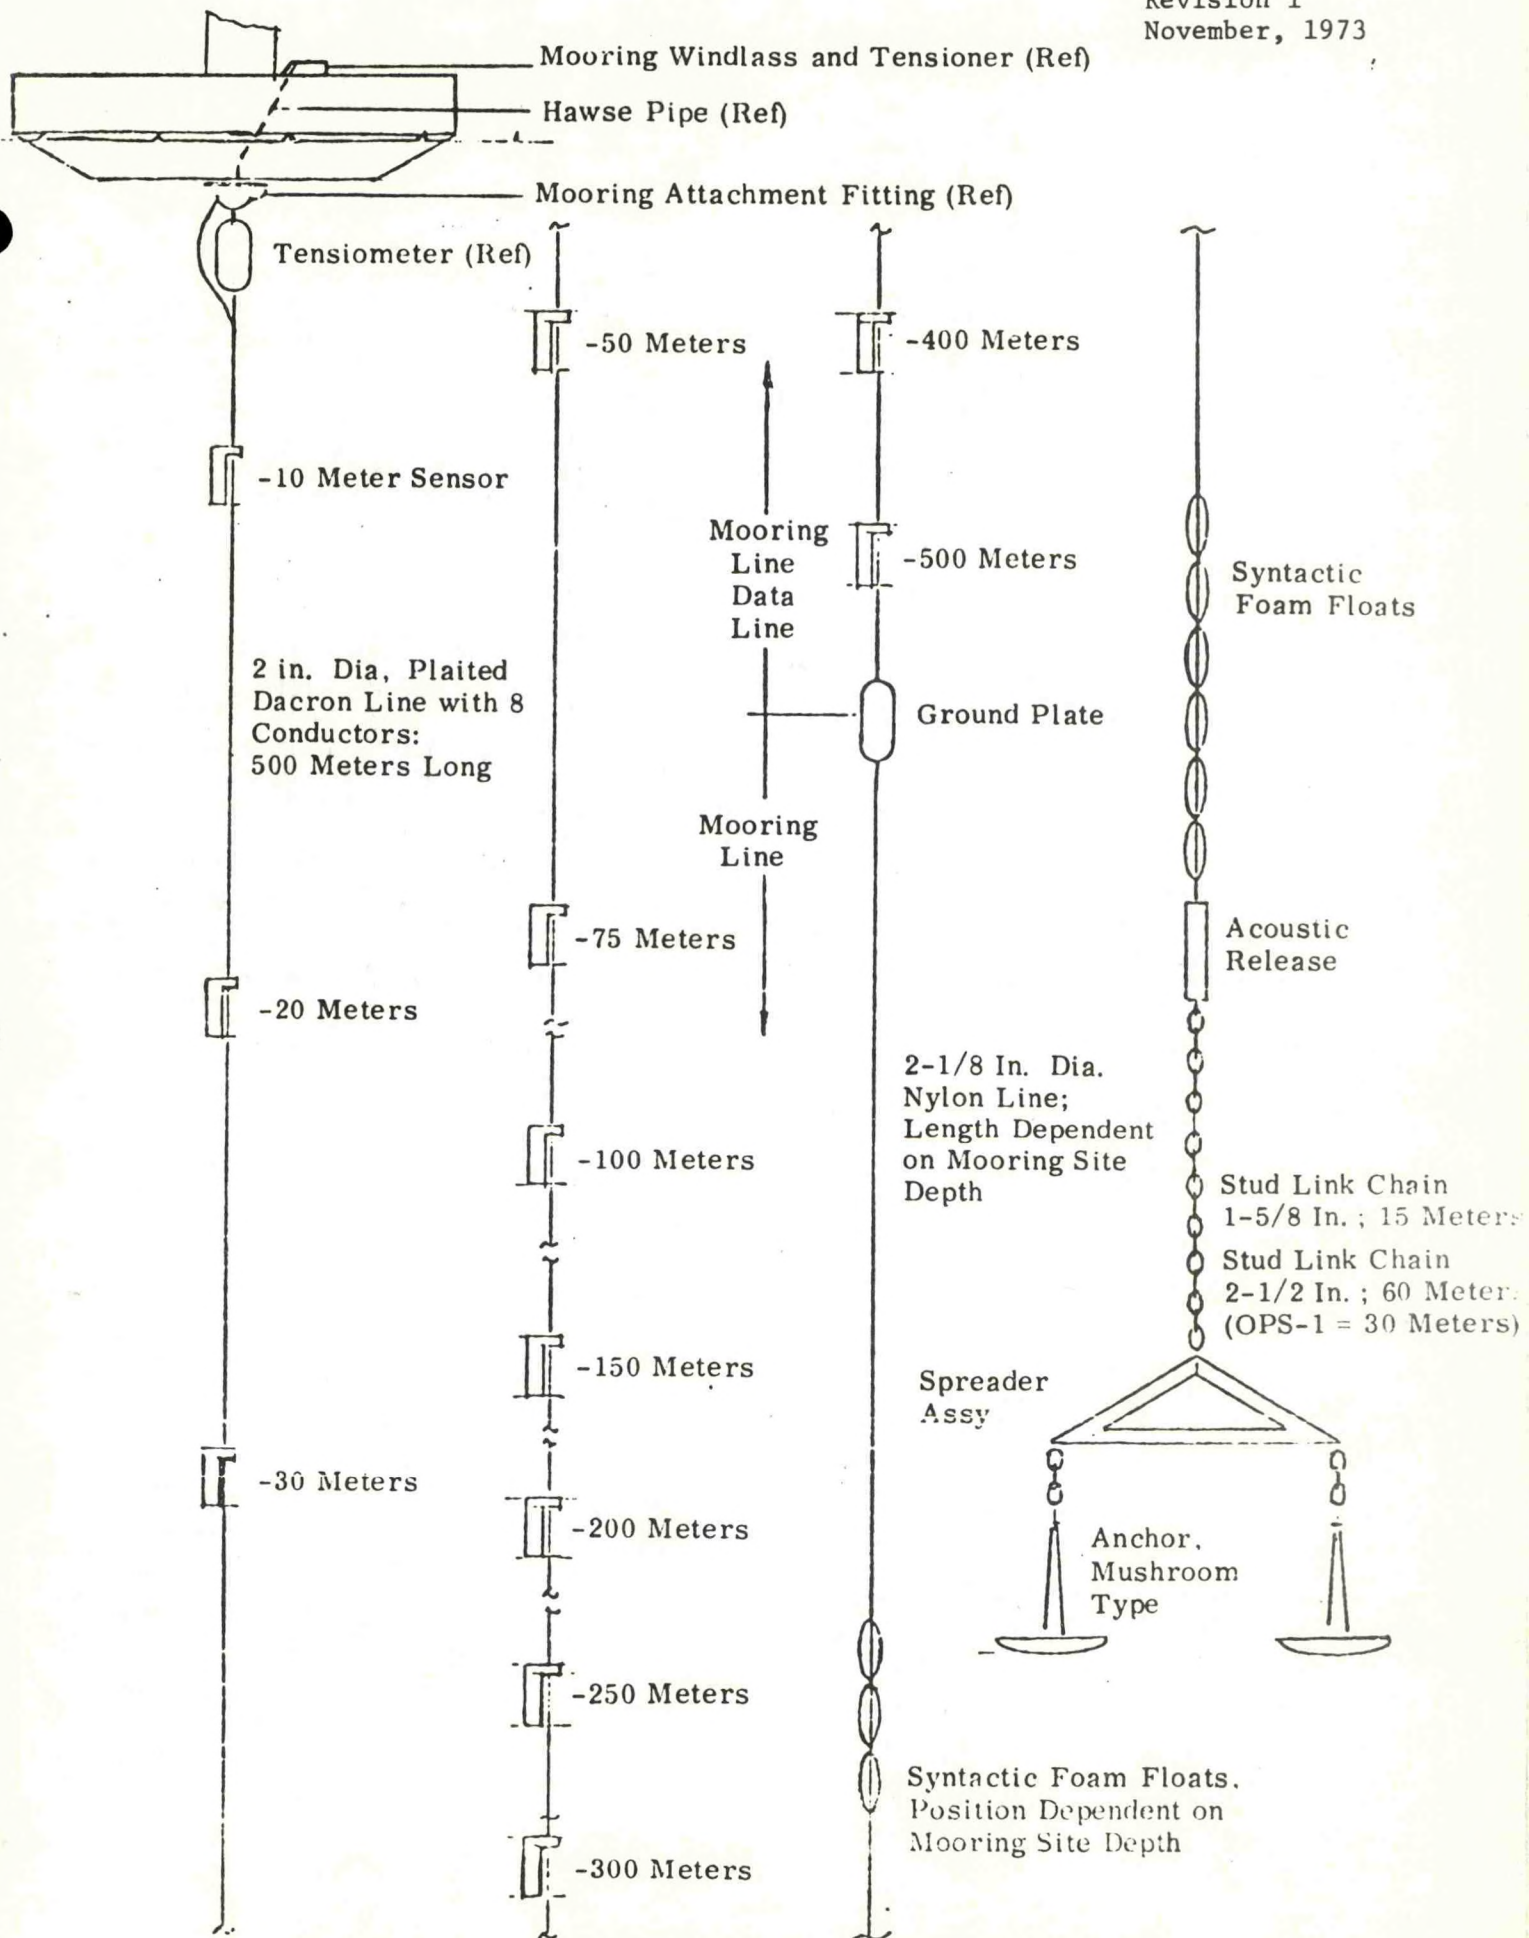 Revision 1
November, 1973
Mooring Windlass and Tensioner (Ref)
Hawse Pipe (Ref)
Mooring Attachment Fitting (Ref)
Tensiometer (Ref)
-10 Meter Sensor
2 in. Dia, Plaited
Dacron Line with 8
Conductors:
500 Meters Long
-20 Meters
-30 Meters
-50 Meters
-75 Meters
-100 Meters
-150 Meters
-200 Meters
-250 Meters
-300 Meters
Mooring
Line
Data
Line
Mooring
Line
-400 Meters
-500 Meters
Ground Plate
2-1/8 In. Dia.
Nylon Line;
Length Dependent
on Mooring Site
Depth
Syntactic Foam Floats.
Position Dependent on
Mooring Site Depth
Syntactic
Foam Floats
Acoustic
Release
Stud Link Chain
1-5/8 In. ; 15 Meters
Stud Link Chain
2-1/2 In. ; 60 Meter
(OPS-1 = 30 Meters)
Spreader
Assy
Anchor,
Mushroom
Type